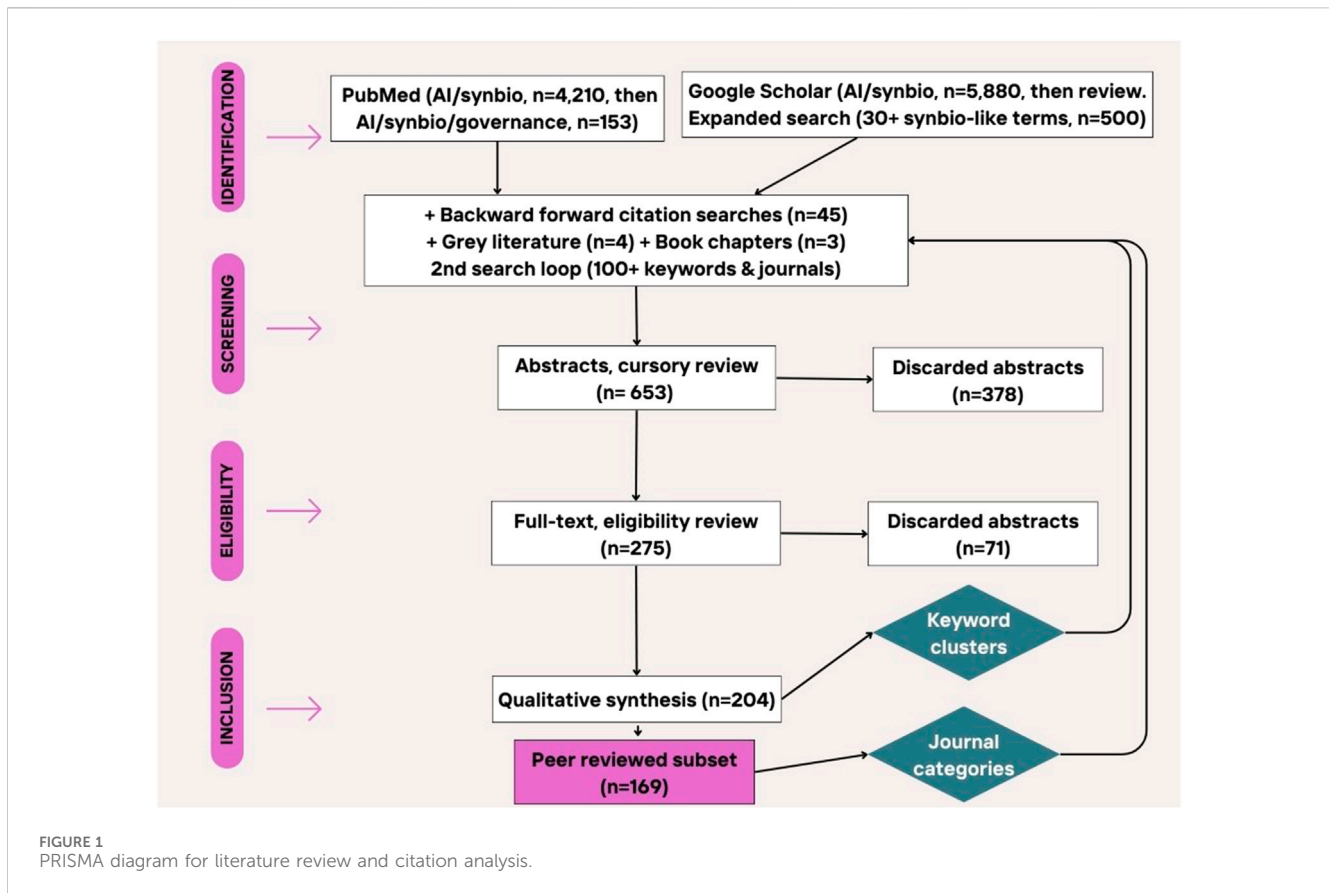 IDENTIFICATION
PubMed (AI/synbio, n=4,210, then
AI/synbio/governance, n=153)
Google Scholar (AI/synbio, n=5,880, then review.
Expanded search (30+ synbio-like terms, n=500)
+ Backward forward citation searches (n=45)
+ Grey literature (n=4) + Book chapters (n=3)
2nd search loop (100+ keywords & journals)
SCREENING
Abstracts, cursory review
(n= 653)
Discarded abstracts
(n=378)
ELIGIBILITY
Full-text, eligibility review
(n=275)
Discarded abstracts
(n=71)
INCLUSION
Keyword
clusters
Qualitative synthesis (n=204)
Peer reviewed subset
(n=169)
Journal
categories
FIGURE 1
PRISMA diagram for literature review and citation analysis.